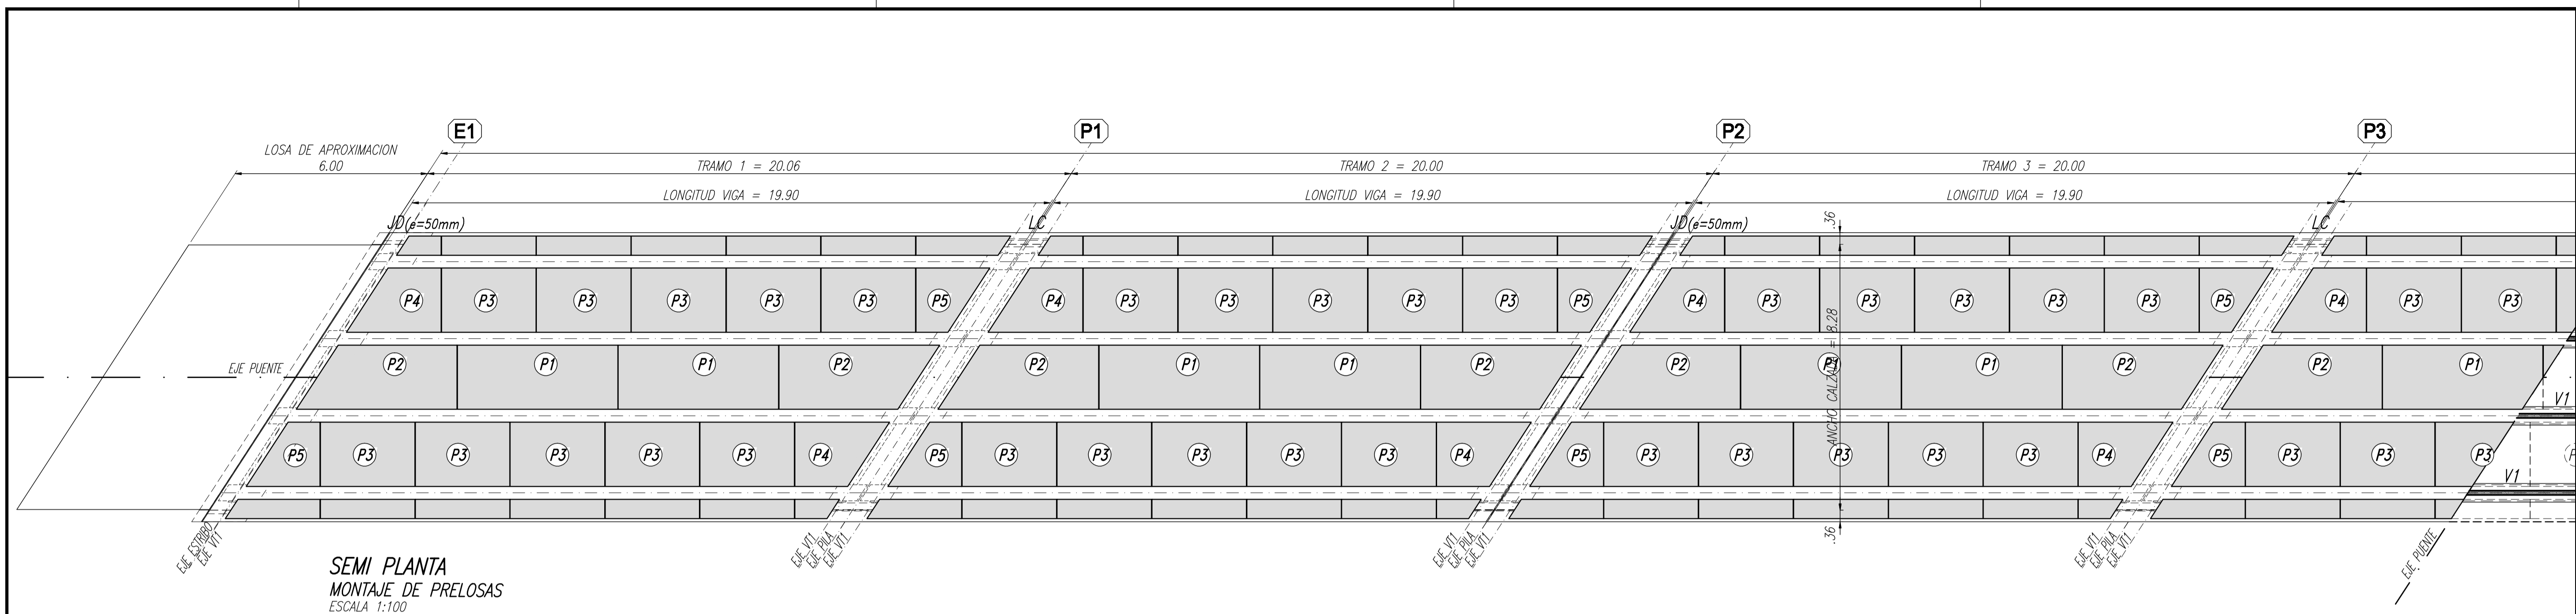 E1
P1
P2
P3
LOSA DE APROXIMACION
6.00
TRAMO 1 = 20.06
TRAMO 2 = 20.00
TRAMO 3 = 20.00
LONGITUD VIGA = 19.90
LONGITUD VIGA = 19.90
LONGITUD VIGA = 19.90
JD(e=50mm)
LC
JD(e=50mm)
LC
.36
P4 P3 P3 P3 P3 P3 P5
P4 P3 P3 P3 P3 P3 P5
P4 P3 P3 P3 P3 P3 P5
P4 P3 P3
ANCHO CALZADA = 8.28
EJE PUENTE
P2 P1 P1 P2
P2 P1 P1 P2
P2 P1 P1 P2
P2 P1
V1
P5 P3 P3 P3 P3 P3 P4
P5 P3 P3 P3 P3 P3 P4
P5 P3 P3 P3 P3 P3 P4
P5 P3 P3 P3
V1
.36
EJE ESTRIBO
EJE VT1
EJE VT1
EJE PILA
EJE VT1
EJE VT1
EJE PILA
EJE VT1
EJE VT1
EJE PILA
EJE VT1
EJE PUENTE
SEMI PLANTA
MONTAJE DE PRELOSAS
ESCALA 1:100